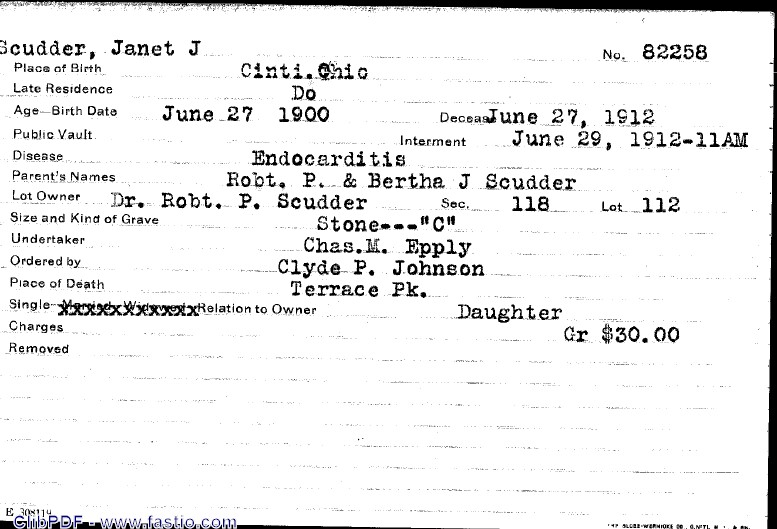 Scudder, Janet J No. 82258
Place of Birth Cinti.Ohio
Late Residence Do
Age—Birth Date June 27 1900 Deceas June 27, 1912
Public Vault Interment June 29, 1912-11AM
Disease Endocarditis
Parent's Names Robt. P. & Bertha J Scudder
Lot Owner Dr. Robt. P. Scudder Sec. 118 Lot 112
Size and Kind of Grave Stone---"C"
Undertaker Chas.M. Epply
Ordered by Clyde P. Johnson
Place of Death Terrace Pk.
Single Relation to Owner Daughter
Charges Gr $30.00
Removed
E 308114
ClibPDF - www.fastio.com